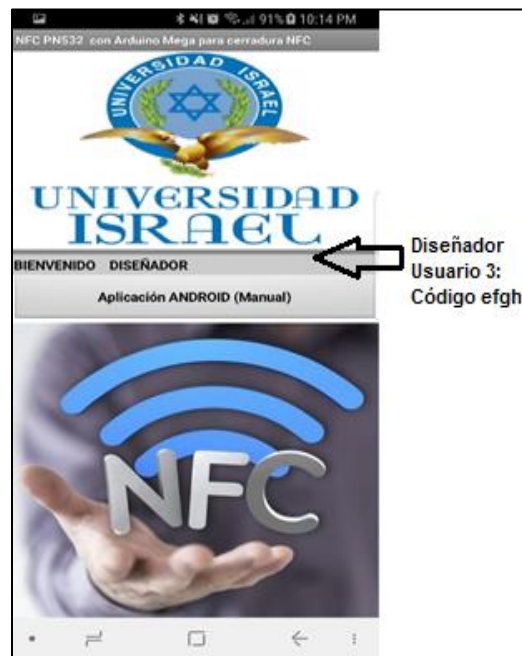 91% 10:14 PM
NFC PN532 con Arduino Mega para cerradura NFC
UNIVERSIDAD ISRAEL
UNIVERSIDAD
ISRAEL
BIENVENIDO DISEÑADOR
Aplicación ANDROID (Manual)
NFC
Diseñador
Usuario 3:
Código efgh